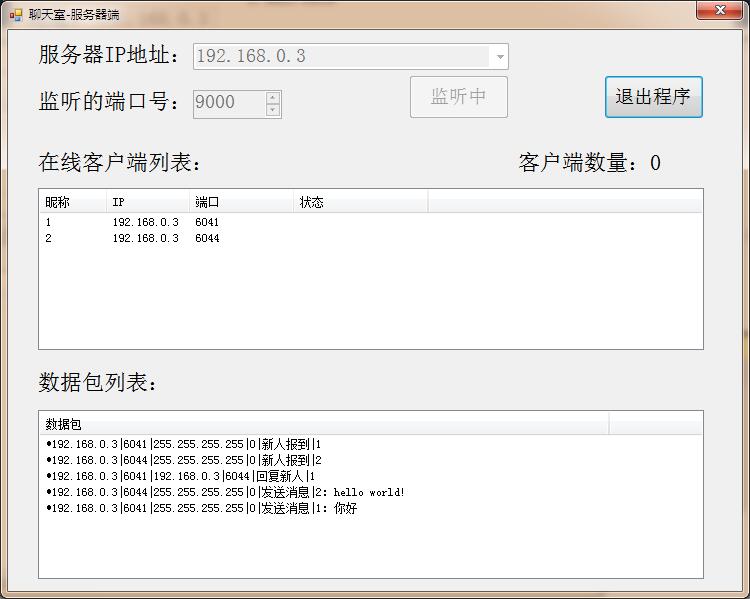 聊天室-服务器端
服务器IP地址：192.168.0.3
监听的端口号：9000 监听中 退出程序
在线客户端列表： 客户端数量：0
昵称 IP 端口 状态
1 192.168.0.3 6041
2 192.168.0.3 6044
数据包列表：
数据包
•192.168.0.3|6041|255.255.255.255|0|新人报到|1
•192.168.0.3|6044|255.255.255.255|0|新人报到|2
•192.168.0.3|6041|192.168.0.3|6044|回复新人|1
•192.168.0.3|6044|255.255.255.255|0|发送消息|2：hello world!
•192.168.0.3|6041|255.255.255.255|0|发送消息|1：你好